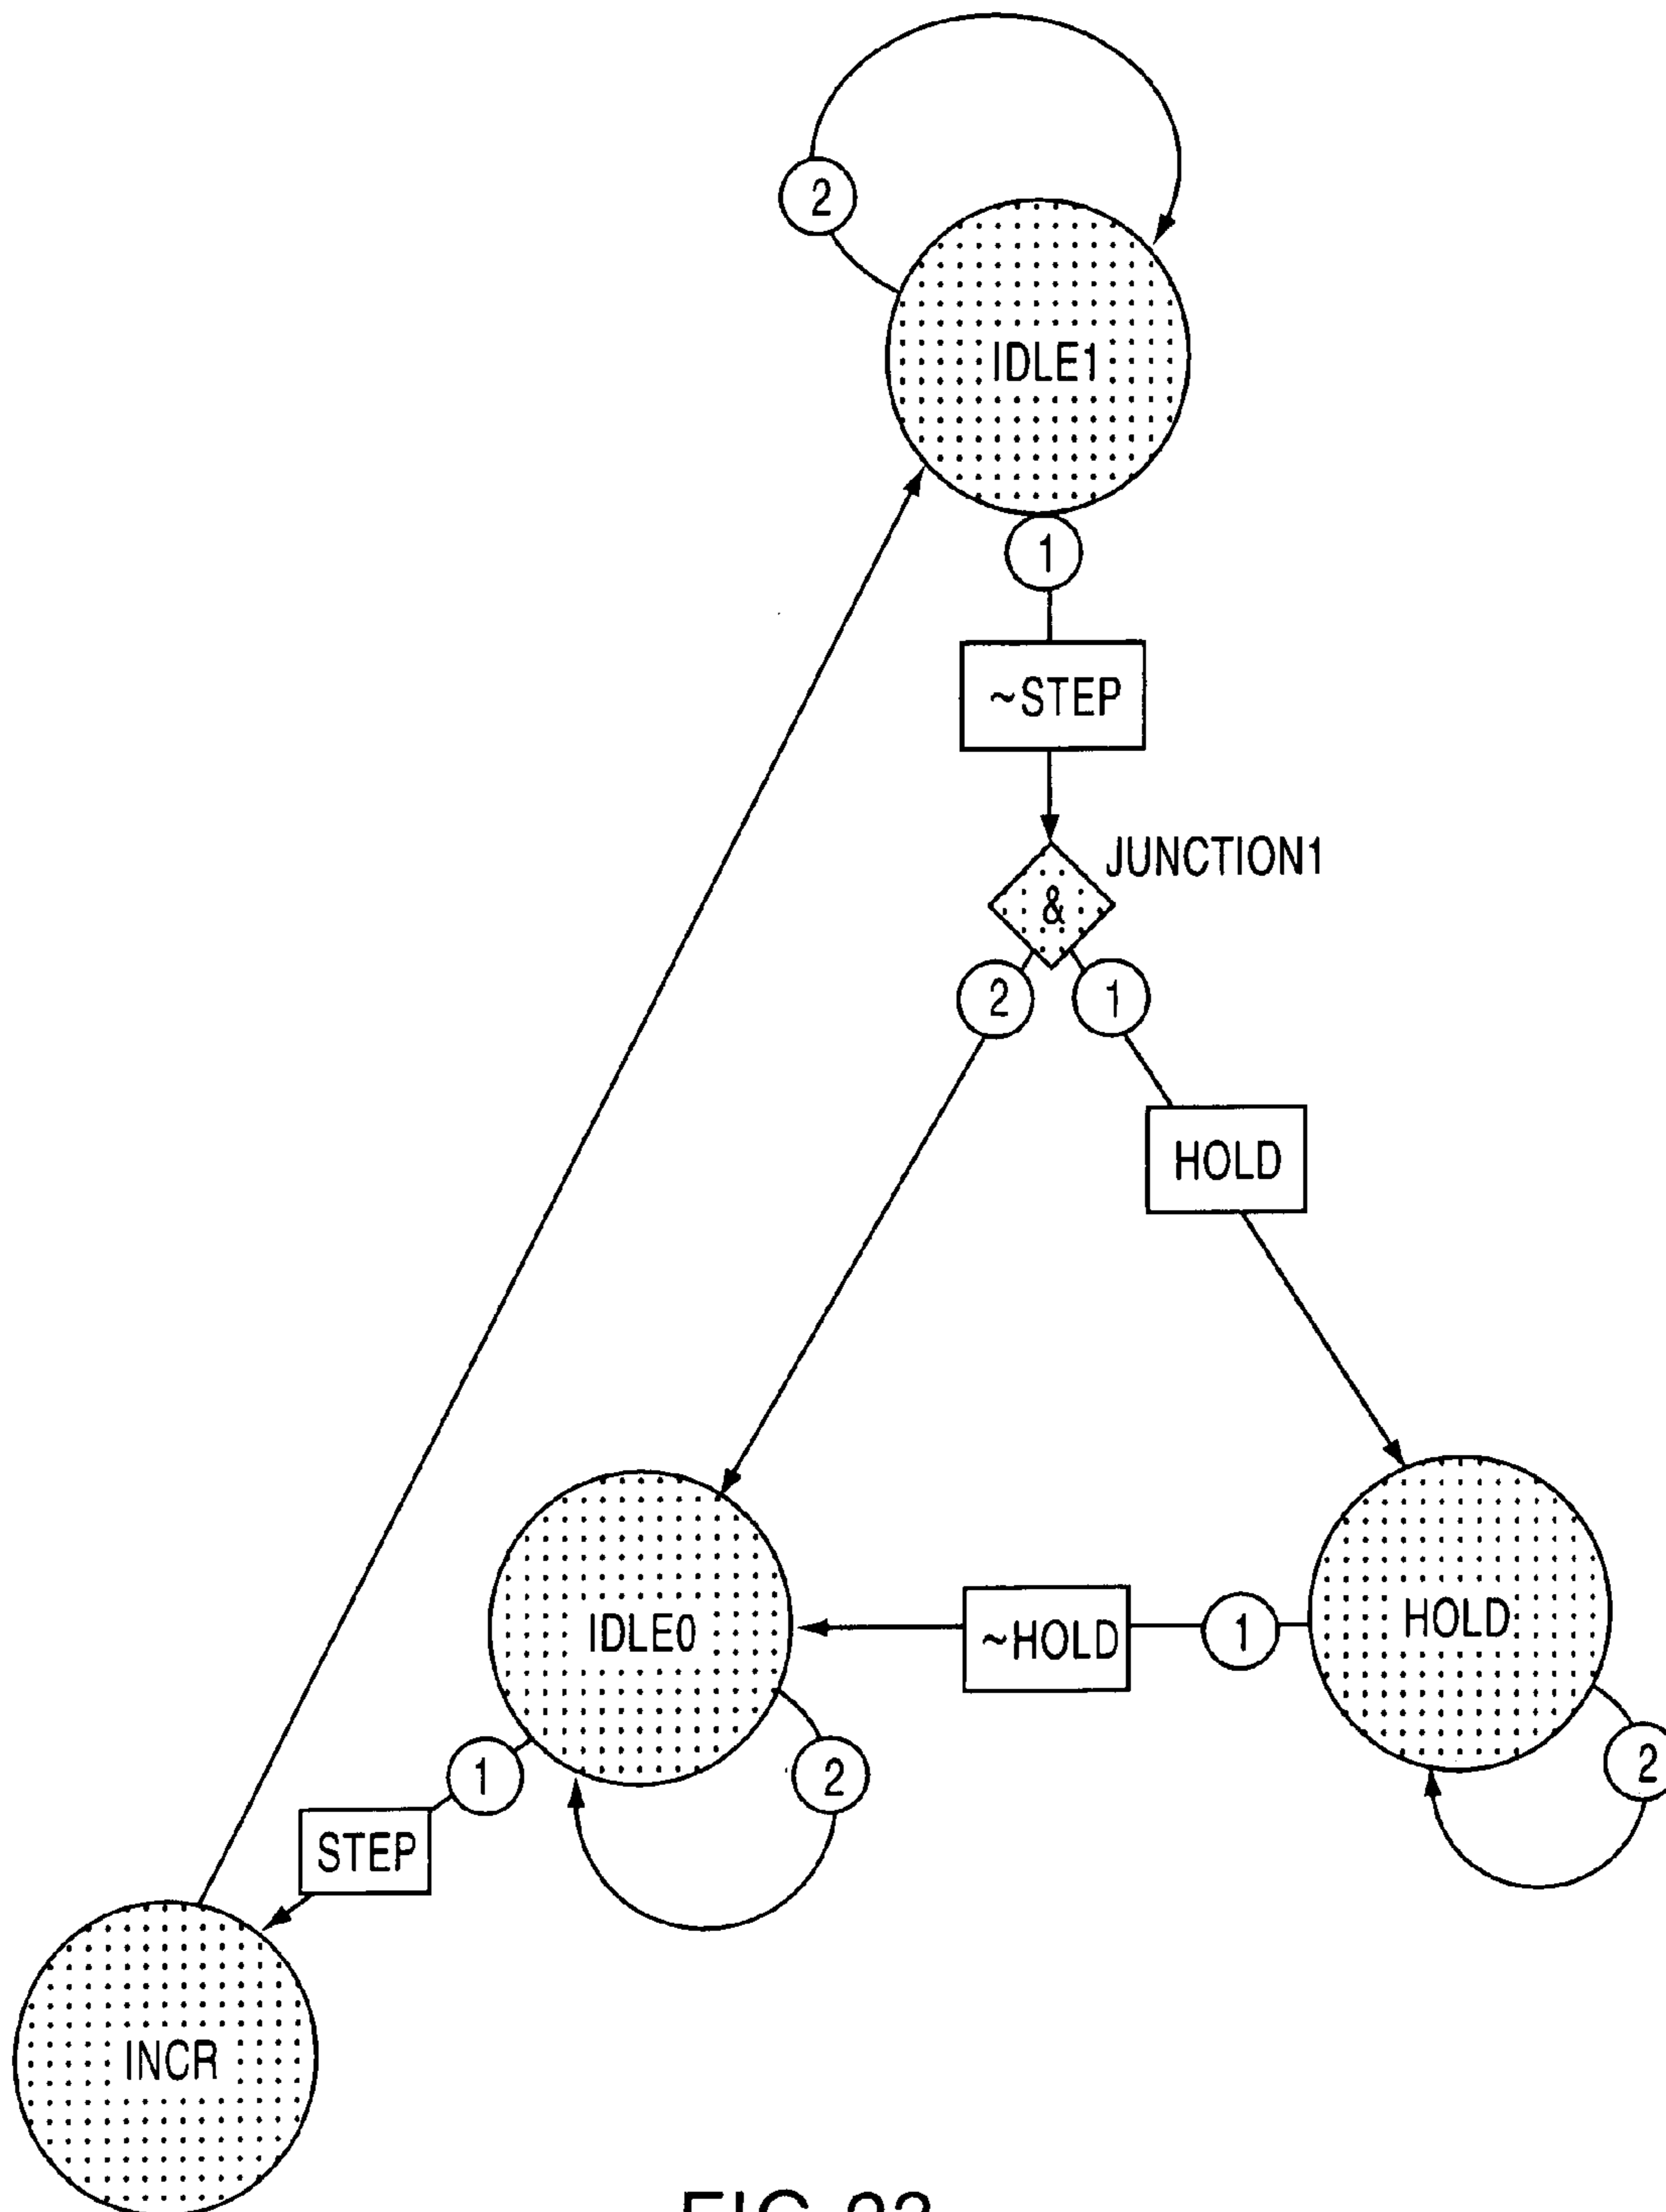 2
IDLE1
1
~STEP
JUNCTION1
&
2
1
HOLD
IDLE0
~HOLD
1
HOLD
1
2
2
STEP
INCR